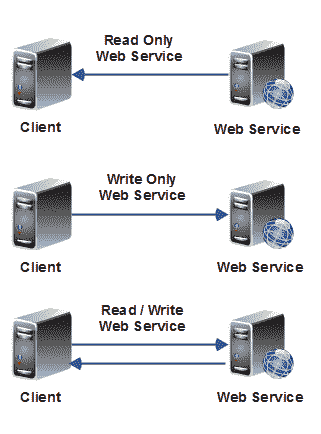 Read Only
Web Service
Client
Web Service
Write Only
Web Service
Client
Web Service
Read / Write
Web Service
Client
Web Service